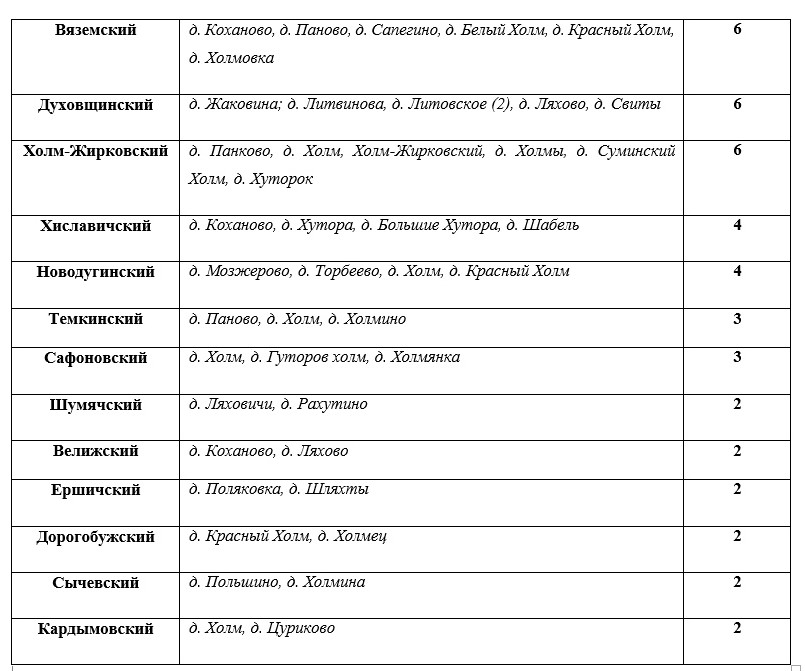 Вяземский д. Коханово, д. Паново, д. Сапегино, д. Белый Холм, д. Красный Холм, 6
д. Холмовка
Духовщинский д. Жаковина; д. Литвинова, д. Литовское (2), д. Ляхово, д. Свиты 6
Холм-Жирковский д. Панково, д. Холм, Холм-Жирковский, д. Холмы, д. Суминский 6
Холм, д. Хуторок
Хиславичский д. Коханово, д. Хутора, д. Большие Хутора, д. Шабель 4
Новодугинский д. Мозжерово, д. Торбеево, д. Холм, д. Красный Холм 4
Темкинский д. Паново, д. Холм, д. Холмино 3
Сафоновский д. Холм, д. Гуторов холм, д. Холмянка 3
Шумячский д. Ляховичи, д. Рахутино 2
Велижский д. Коханово, д. Ляхово 2
Ершичский д. Поляковка, д. Шляхты 2
Дорогобужский д. Красный Холм, д. Холмец 2
Сычевский д. Польшино, д. Холмина 2
Кардымовский д. Холм, д. Цуриково 2